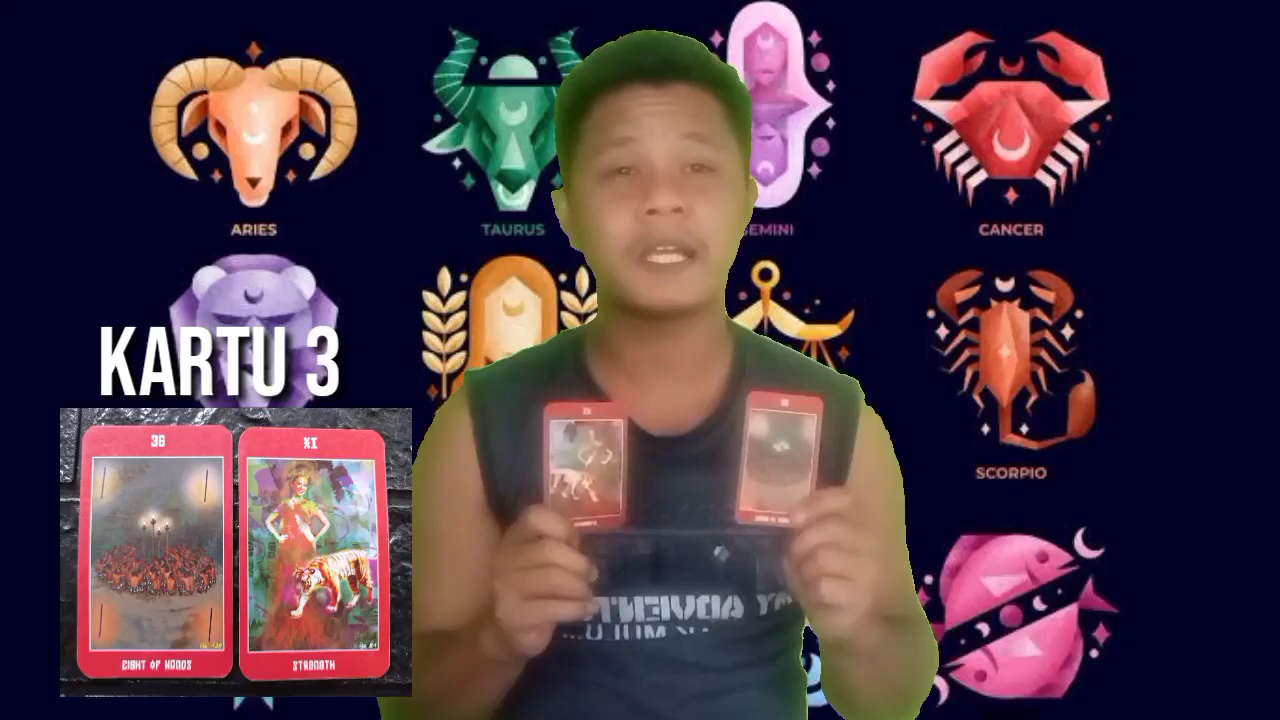 ARIES
TAURUS
GEMINI
CANCER
KARTU 3
SCORPIO
36
XI
EIGHT OF WANDS
STRENGTH